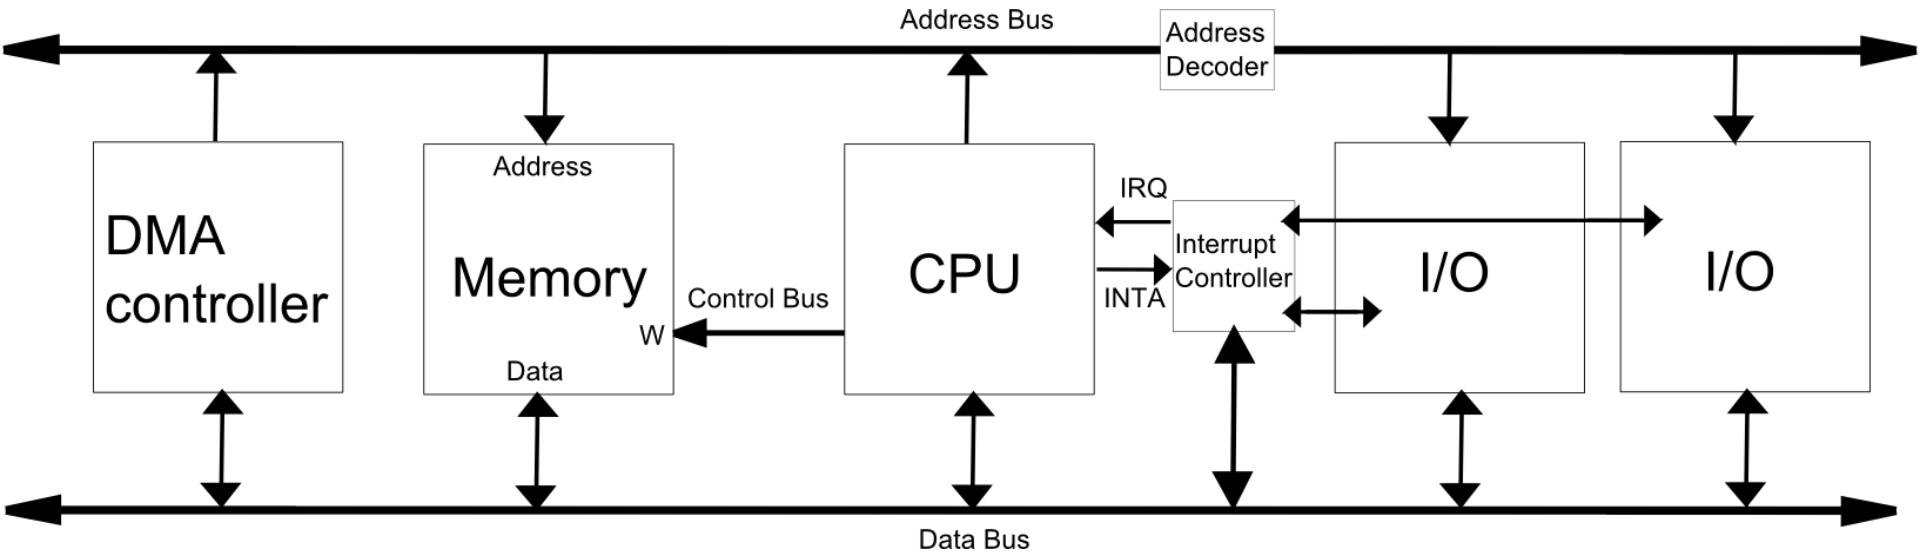 Address Bus
Address
Decoder
DMA
controller
Address
Memory
W
Data
Control Bus
CPU
IRQ
INTA
Interrupt
Controller
I/O
I/O
Data Bus